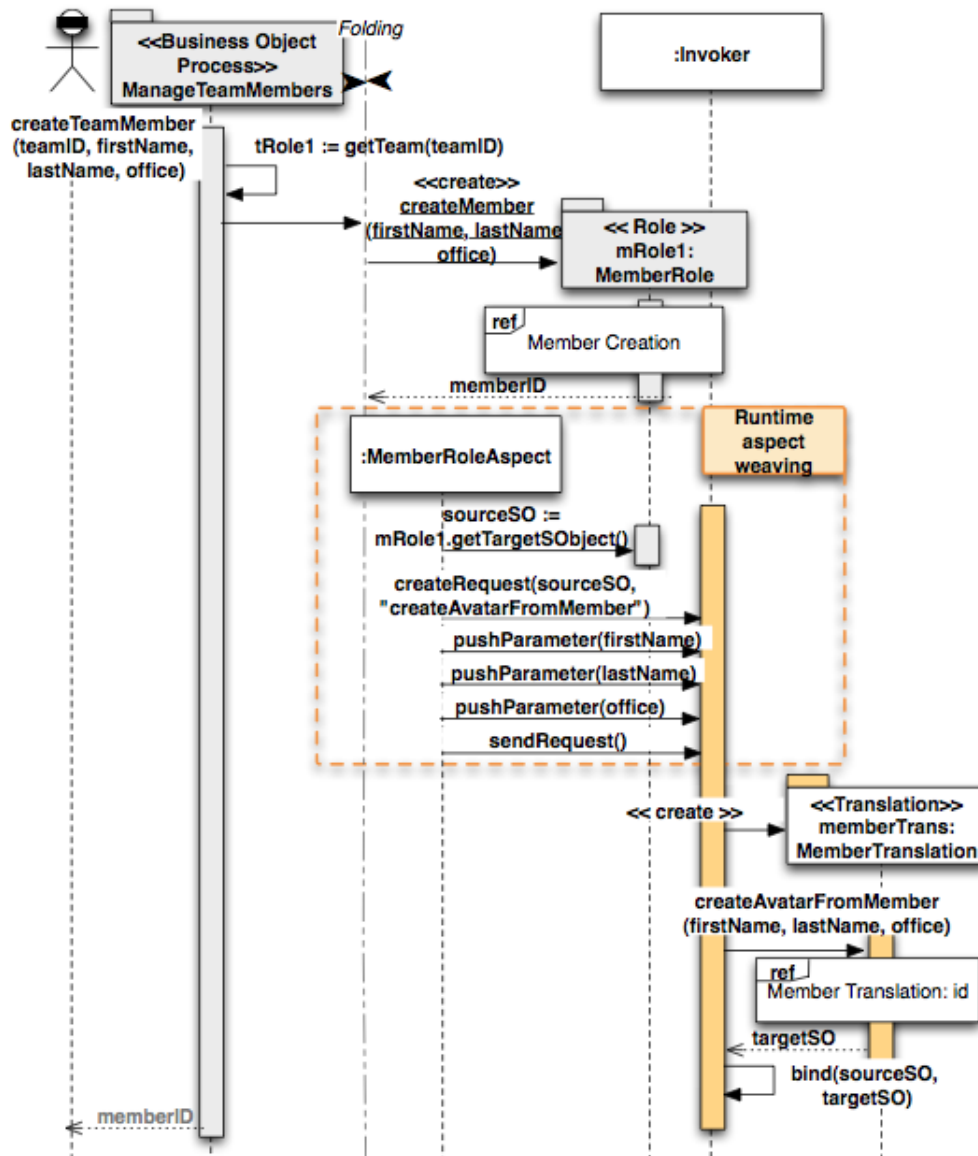 Folding
<<Business Object
Process>>
ManageTeamMembers
:Invoker
createTeamMember
(teamID, firstName,
lastName, office)
tRole1 := getTeam(teamID)
<<create>>
createMember
(firstName, lastName
office)
<< Role >>
mRole1:
MemberRole
ref
Member Creation
memberID
Runtime
aspect
weaving
:MemberRoleAspect
sourceSO :=
mRole1.getTargetSObject()
createRequest(sourceSO,
"createAvatarFromMember")
pushParameter(firstName)
pushParameter(lastName)
pushParameter(office)
sendRequest()
<< create >>
<<Translation>>
memberTrans:
MemberTranslation
createAvatarFromMember
(firstName, lastName, office)
ref
Member Translation: id
targetSO
bind(sourceSO,
targetSO)
memberID